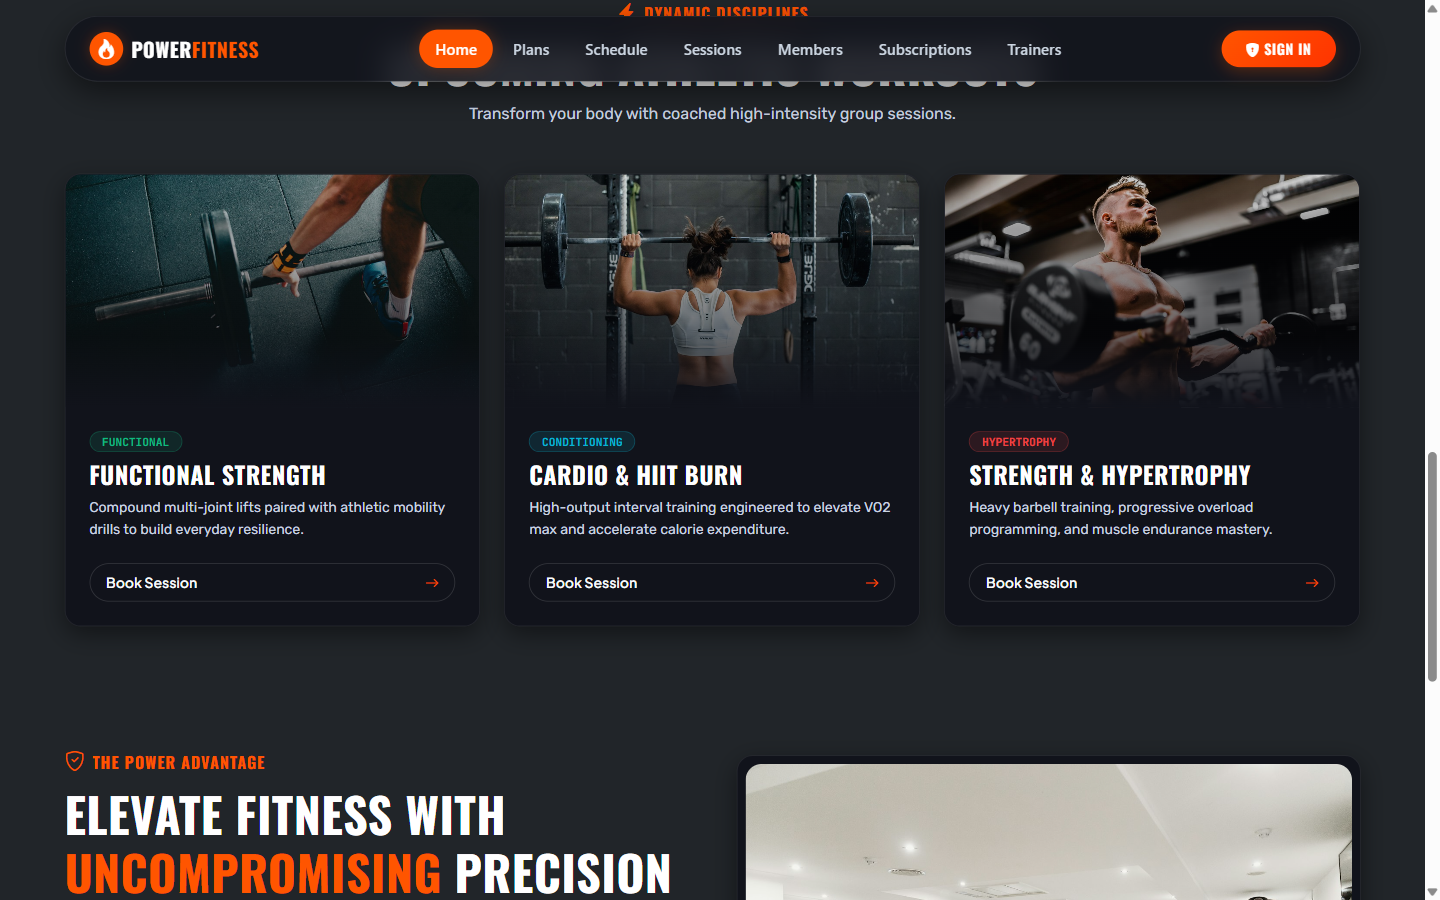 DYNAMIC DISCIPLINES
POWERFITNESS
Home
Plans
Schedule
Sessions
Members
Subscriptions
Trainers
SIGN IN
UPCOMING ATHLETIC WORKOUTS
Transform your body with coached high-intensity group sessions.
FUNCTIONAL
FUNCTIONAL STRENGTH
Compound multi-joint lifts paired with athletic mobility
drills to build everyday resilience.
Book Session
CONDITIONING
CARDIO & HIIT BURN
High-output interval training engineered to elevate VO2
max and accelerate calorie expenditure.
Book Session
HYPERTROPHY
STRENGTH & HYPERTROPHY
Heavy barbell training, progressive overload
programming, and muscle endurance mastery.
Book Session
THE POWER ADVANTAGE
ELEVATE FITNESS WITH
UNCOMPROMISING PRECISION